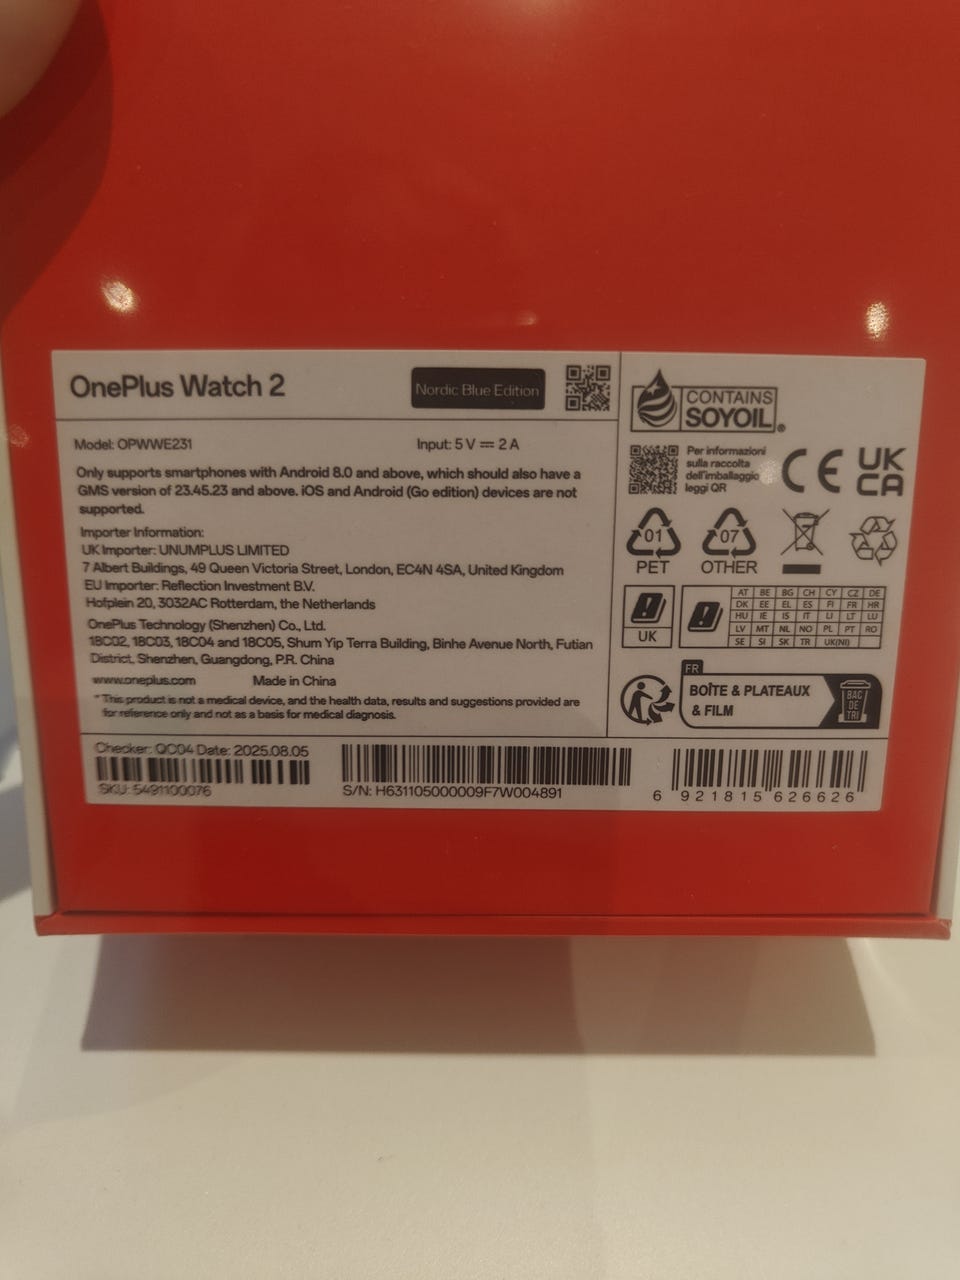 OnePlus Watch 2
Nordic Blue Edition
Model: OPWWE231
Input: 5 V ⎓ 2 A
Only supports smartphones with Android 8.0 and above, which should also have a
GMS version of 23.45.23 and above. iOS and Android (Go edition) devices are not
supported.
Importer Information:
UK Importer: UNUMPLUS LIMITED
7 Albert Buildings, 49 Queen Victoria Street, London, EC4N 4SA, United Kingdom
EU Importer: Reflection Investment B.V.
Hofplein 20, 3032AC Rotterdam, the Netherlands
OnePlus Technology (Shenzhen) Co., Ltd.
18C02, 18C03, 18C04 and 18C05, Shum Yip Terra Building, Binhe Avenue North, Futian
District, Shenzhen, Guangdong, P.R. China
www.oneplus.com
Made in China
*This product is not a medical device, and the health data, results and suggestions provided are
for reference only and not as a basis for medical diagnosis.
CONTAINS
SOYOIL®
Per informazioni
sulla raccolta
dell'imballaggio
leggi QR
CE
UK
CA
01
PET
07
OTHER
UK
AT BE BG CH CY CZ DE
DK EE EL ES FI FR HR
HU IE IS IT LI LT LU
LV MT NL NO PL PT RO
SE SI SK TR UK(NI)
FR
BOÎTE & PLATEAUX
& FILM
BAC
DE
TRI
Checker: QC04 Date: 2025.08.05
SKU: 5491100076
S/N: H631105000009F7W004891
6 921815 626626